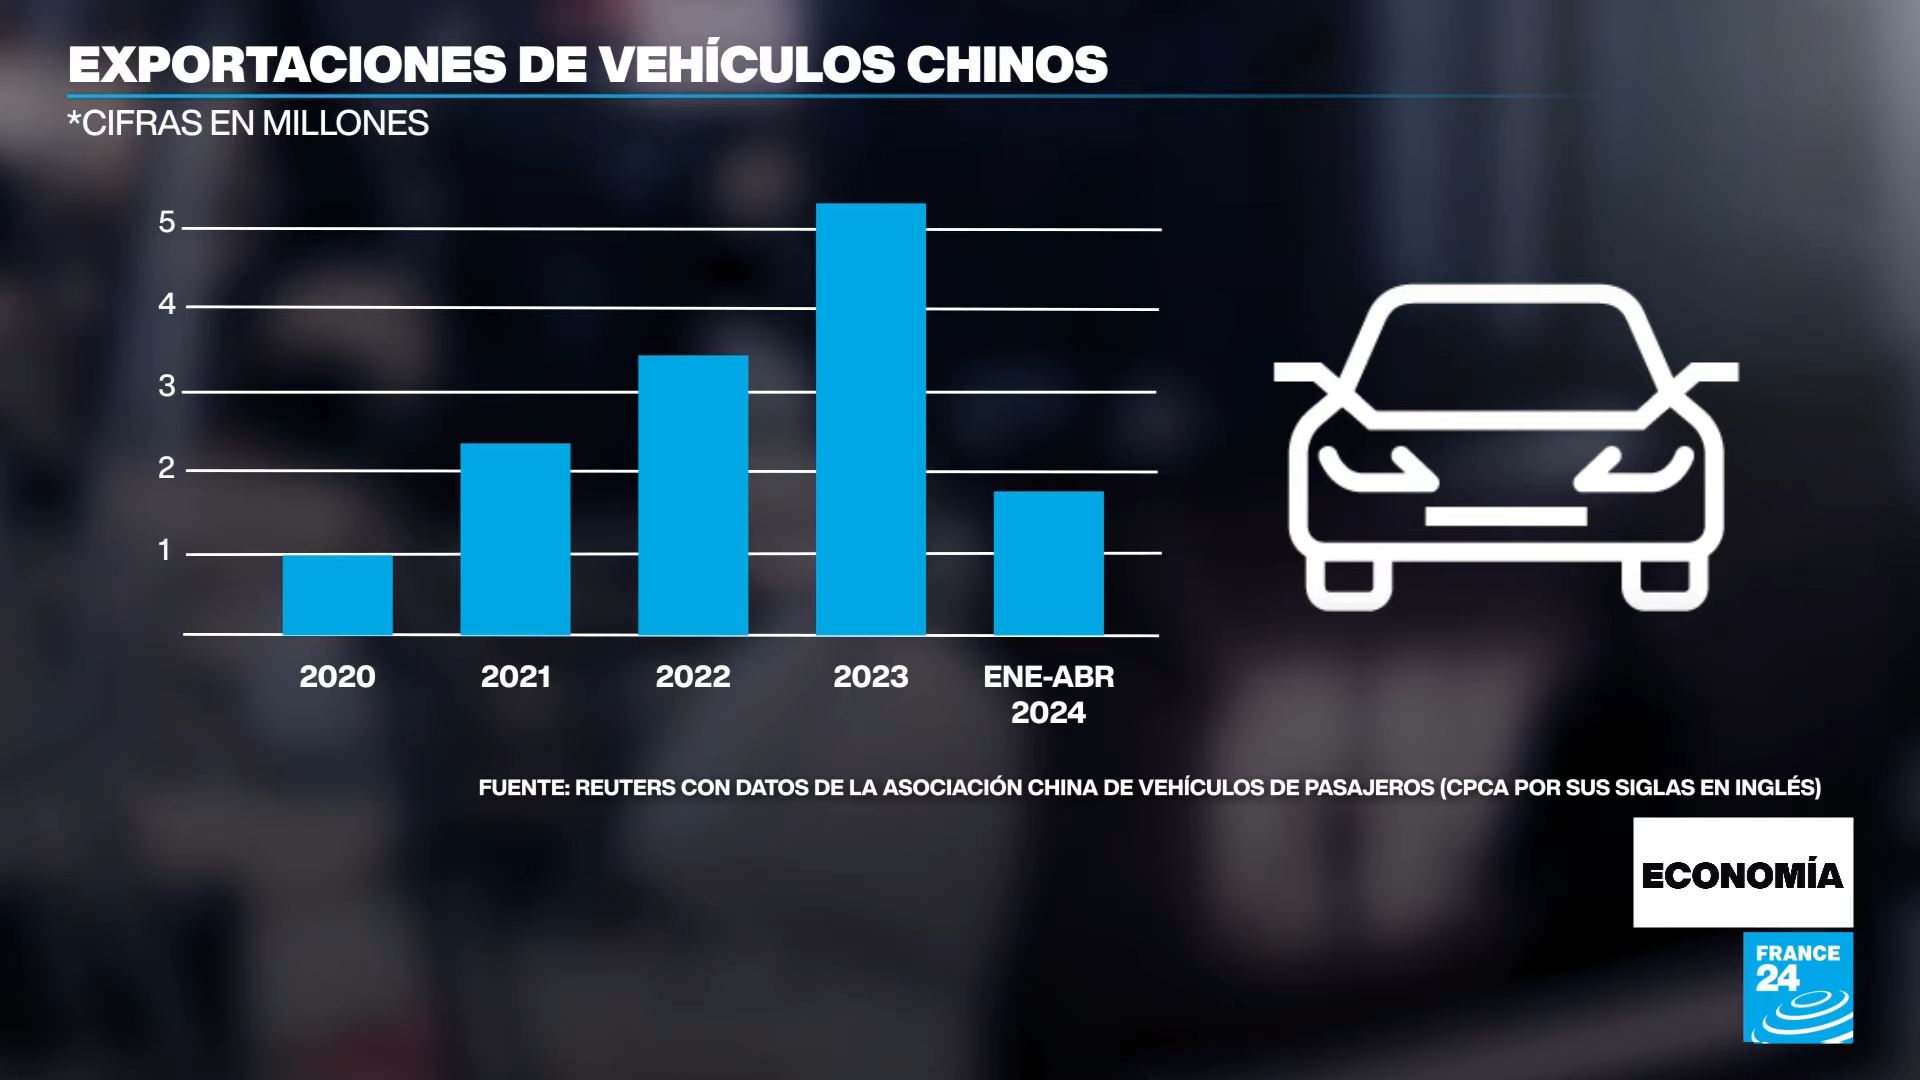 EXPORTACIONES DE VEHÍCULOS CHINOS
*CIFRAS EN MILLONES
5
4
3
2
1
2020 2021 2022 2023 ENE-ABR
2024
FUENTE: REUTERS CON DATOS DE LA ASOCIACIÓN CHINA DE VEHÍCULOS DE PASAJEROS (CPCA POR SUS SIGLAS EN INGLÉS)
ECONOMÍA
FRANCE
24